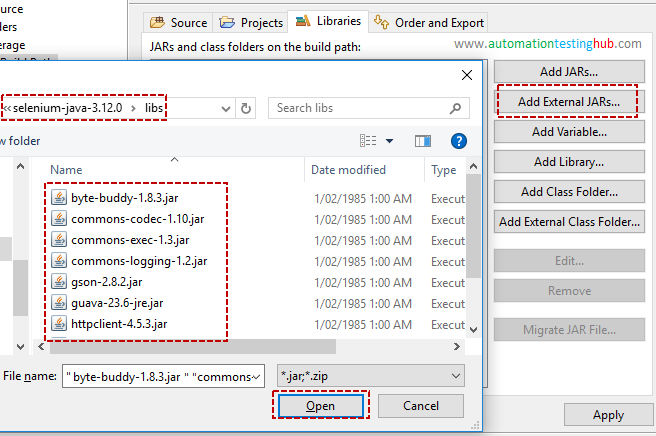 ource
ders
erage
Build Path
Source
Projects
Libraries
Order and Export
JARs and class folders on the build path:
www.automationtestinghub.com
«selenium-java-3.12.0 > libs
Search libs
w folder
Name
Date modified
Type
byte-buddy-1.8.3.jar 1/02/1985 1:00 AM Execut
commons-codec-1.10.jar 1/02/1985 1:00 AM Execut
commons-exec-1.3.jar 1/02/1985 1:00 AM Execut
commons-logging-1.2.jar 1/02/1985 1:00 AM Execut
gson-2.8.2.jar 1/02/1985 1:00 AM Execut
guava-23.6-jre.jar 1/02/1985 1:00 AM Execut
httpclient-4.5.3.jar 1/02/1985 1:00 AM Execut
File name: "byte-buddy-1.8.3.jar" "commons
*.jar;*.zip
Open
Cancel
Add JARs...
Add External JARs...
Add Variable...
Add Library...
Add Class Folder...
Add External Class Folder...
Edit...
Remove
Migrate JAR File...
Apply